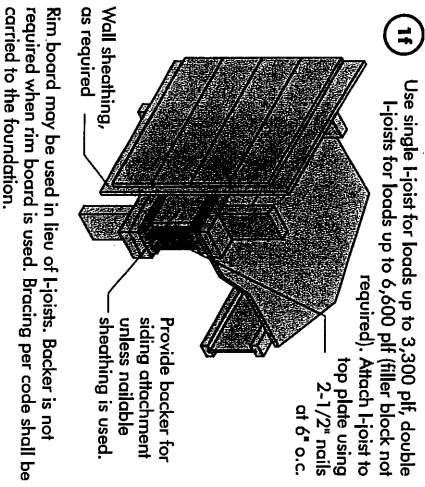 1f
Use single I-joist for loads up to 3,300 plf, double
I-joists for loads up to 6,600 plf (filler block not
required). Attach I-joist to
top plate using
2-1/2" nails
at 6" o.c.
Wall sheathing,
as required
Provide backer for
siding attachment
unless nailable
sheathing is used.
Rim board may be used in lieu of I-joists. Backer is not
required when rim board is used. Bracing per code shall be
carried to the foundation.